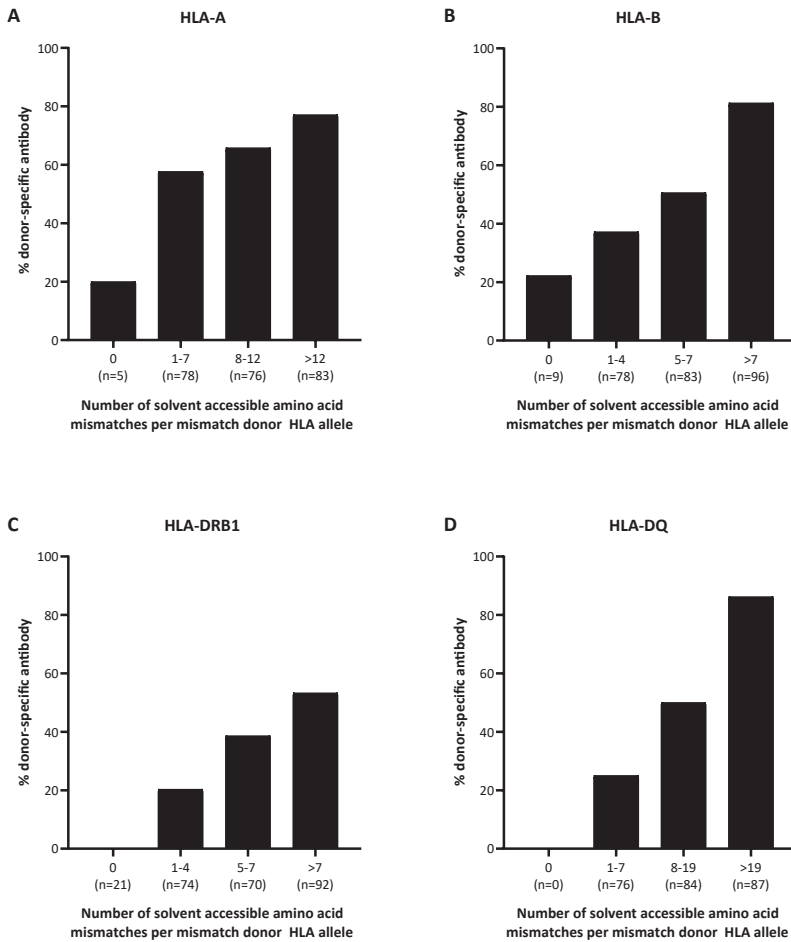 A
HLA-A
% donor-specific antibody
100
80
60
40
20
0
0 1-7 8-12 >12
(n=5) (n=78) (n=76) (n=83)
Number of solvent accessible amino acid
mismatches per mismatch donor HLA allele
B
HLA-B
% donor-specific antibody
100
80
60
40
20
0
0 1-4 5-7 >7
(n=9) (n=78) (n=83) (n=96)
Number of solvent accessible amino acid
mismatches per mismatch donor HLA allele
C
HLA-DRB1
% donor-specific antibody
100
80
60
40
20
0
0 1-4 5-7 >7
(n=21) (n=74) (n=70) (n=92)
Number of solvent accessible amino acid
mismatches per mismatch donor HLA allele
D
HLA-DQ
% donor-specific antibody
100
80
60
40
20
0
0 1-7 8-19 >19
(n=0) (n=76) (n=84) (n=87)
Number of solvent accessible amino acid
mismatches per mismatch donor HLA allele